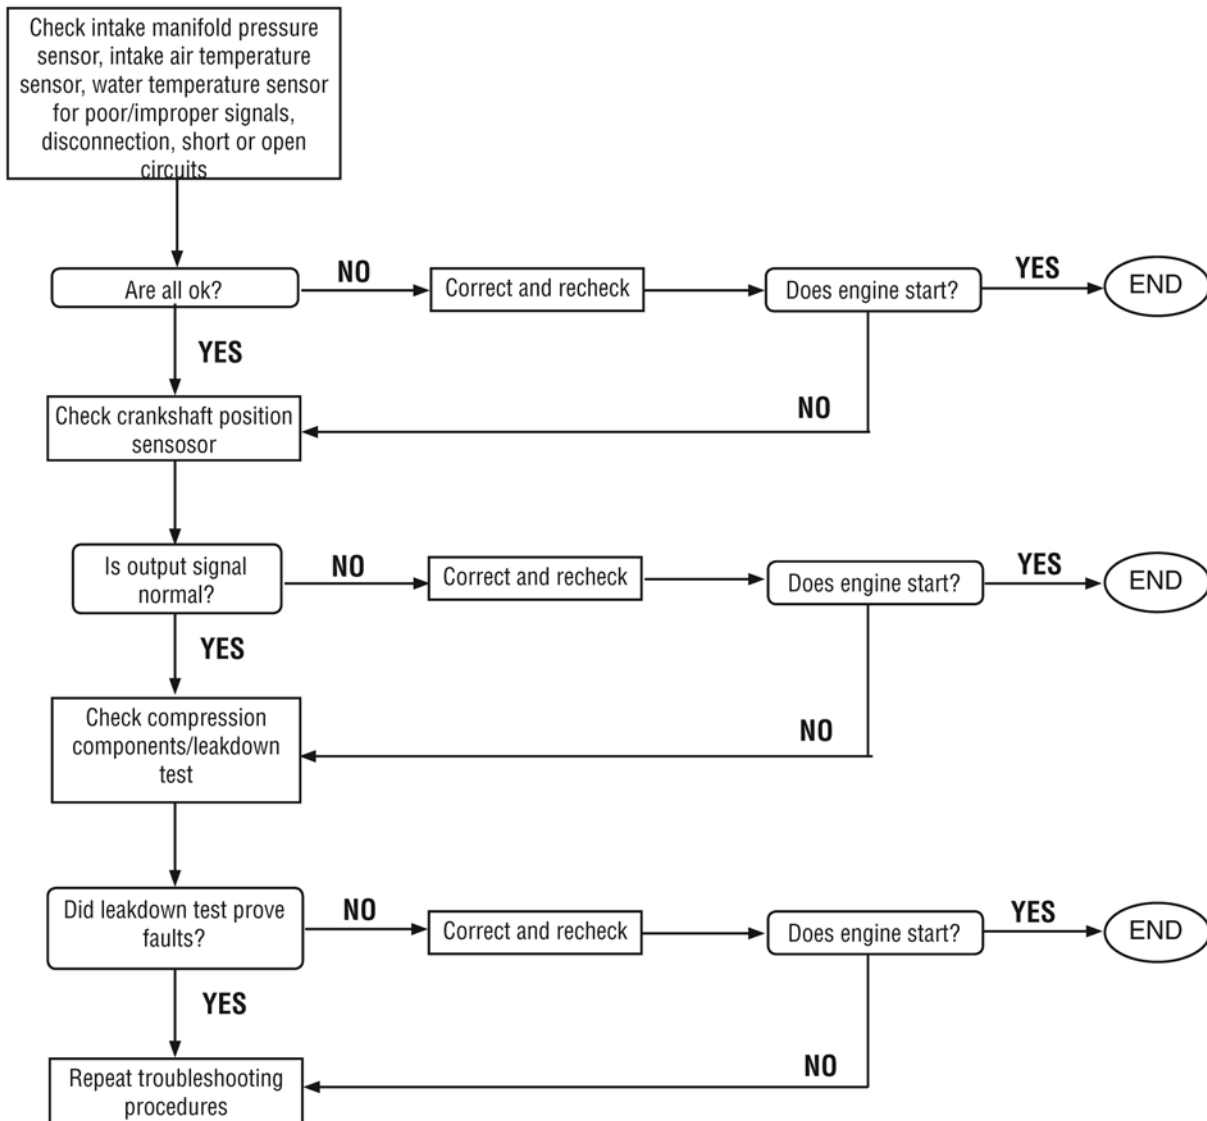 Check intake manifold pressure
sensor, intake air temperature
sensor, water temperature sensor
for poor/improper signals,
disconnection, short or open
circuits
Are all ok?
NO
Correct and recheck
Does engine start?
YES
END
YES
NO
Check crankshaft position
sensosor
Is output signal
normal?
NO
Correct and recheck
Does engine start?
YES
END
YES
NO
Check compression
components/leakdown
test
Did leakdown test prove
faults?
NO
Correct and recheck
Does engine start?
YES
END
YES
NO
Repeat troubleshooting
procedures